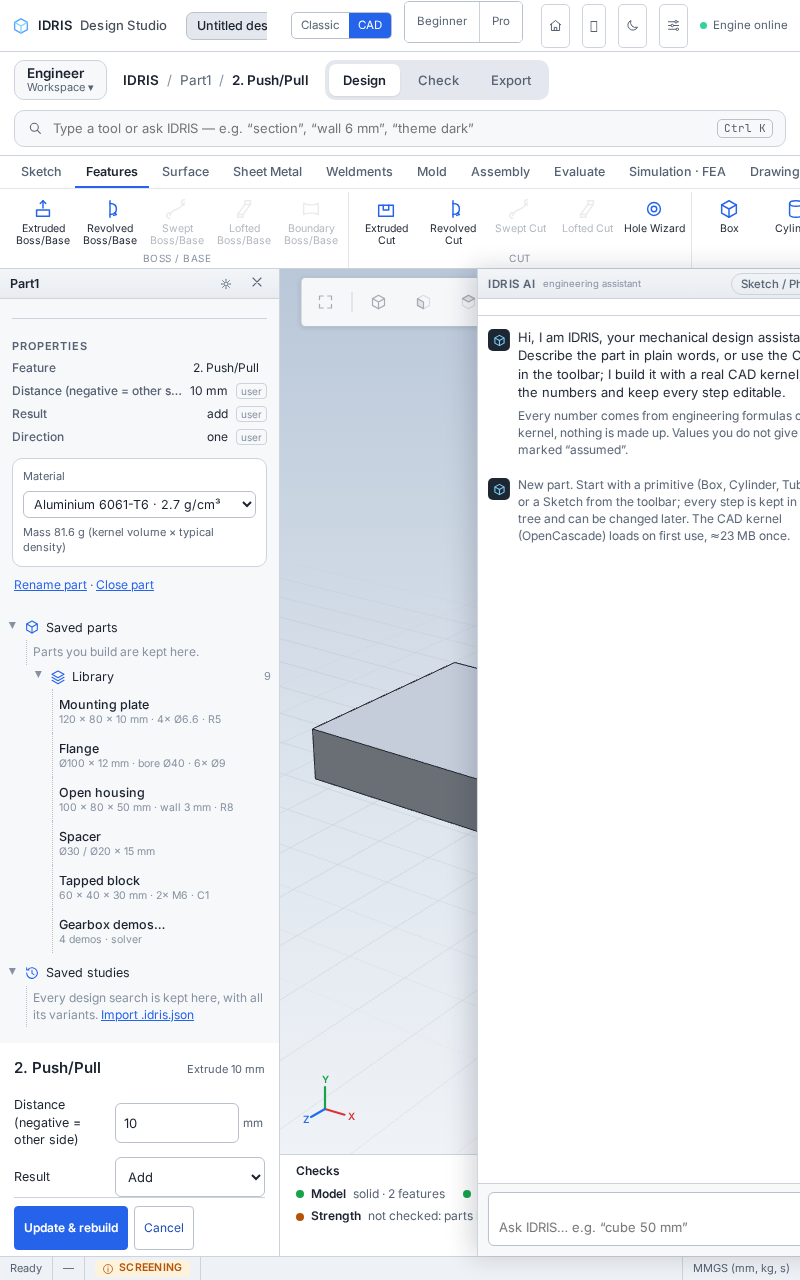 IDRIS Design Studio
Untitled des
Classic CAD
Beginner Pro
Engine online
Engineer
Workspace ▾
IDRIS / Part1 / 2. Push/Pull
Design Check Export
Type a tool or ask IDRIS — e.g. “section”, “wall 6 mm”, “theme dark”
Ctrl K
Sketch Features Surface Sheet Metal Weldments Mold Assembly Evaluate Simulation · FEA Drawing
Extruded Boss/Base
Revolved Boss/Base
Swept Boss/Base
Lofted Boss/Base
Boundary Boss/Base
BOSS / BASE
Extruded Cut
Revolved Cut
Swept Cut
Lofted Cut
Hole Wizard
CUT
Box
Cylin
Part1
PROPERTIES
Feature 2. Push/Pull
Distance (negative = other s... 10 mm user
Result add user
Direction one user
Material
Aluminium 6061-T6 · 2.7 g/cm³
Mass 81.6 g (kernel volume × typical
density)
Rename part · Close part
Saved parts
Parts you build are kept here.
Library 9
Mounting plate
120 × 80 × 10 mm · 4× Ø6.6 · R5
Flange
Ø100 × 12 mm · bore Ø40 · 6× Ø9
Open housing
100 × 80 × 50 mm · wall 3 mm · R8
Spacer
Ø30 / Ø20 × 15 mm
Tapped block
60 × 40 × 30 mm · 2× M6 · C1
Gearbox demos...
4 demos · solver
Saved studies
Every design search is kept here, with all
its variants. Import .idris.json
2. Push/Pull Extrude 10 mm
Distance
(negative =
other side)
10 mm
Result Add
Update & rebuild Cancel
Y
X
Z
Checks
Model solid · 2 features
Strength not checked: parts
IDRIS AI engineering assistant
Sketch / Ph
Hi, I am IDRIS, your mechanical design assista
Describe the part in plain words, or use the C
in the toolbar; I build it with a real CAD kernel
the numbers and keep every step editable.
Every number comes from engineering formulas o
kernel, nothing is made up. Values you do not give
marked “assumed”.
New part. Start with a primitive (Box, Cylinder, Tub
or a Sketch from the toolbar; every step is kept in
tree and can be changed later. The CAD kernel
(OpenCascade) loads on first use, ≈23 MB once.
Ask IDRIS... e.g. “cube 50 mm”
Ready — SCREENING
MMGS (mm, kg, s)